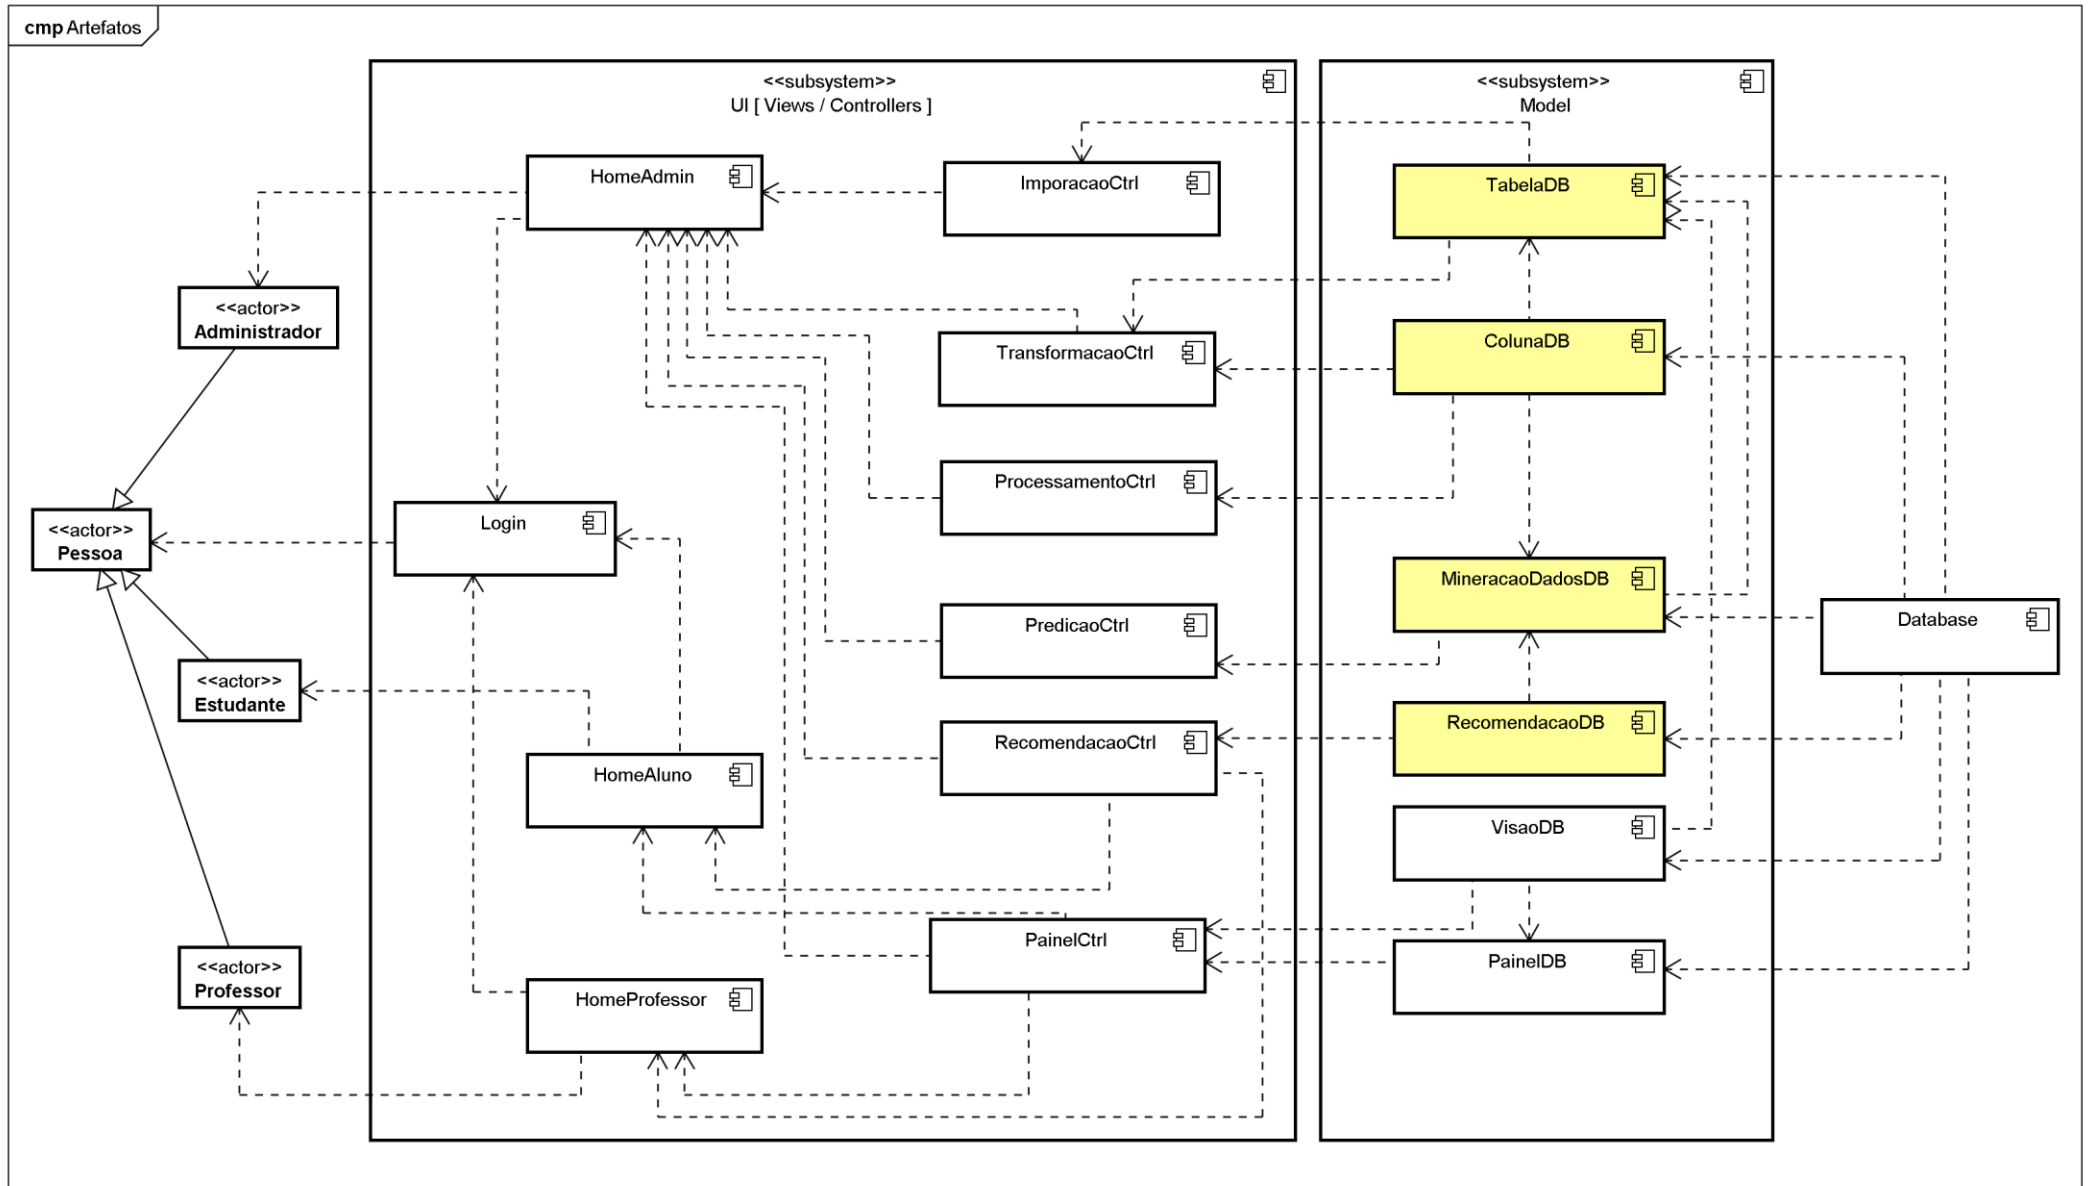 cmp Artefatos
<<subsystem>>
UI [ Views / Controllers ]
<<subsystem>>
Model
HomeAdmin
ImporacaoCtrl
TabelaDB
<<actor>>
Administrador
TransformacaoCtrl
ColunaDB
ProcessamentoCtrl
Login
<<actor>>
Pessoa
MineracaoDadosDB
PredicaoCtrl
Database
<<actor>>
Estudante
RecomendacaoCtrl
RecomendacaoDB
HomeAluno
VisaoDB
PainelCtrl
PainelDB
<<actor>>
Professor
HomeProfessor